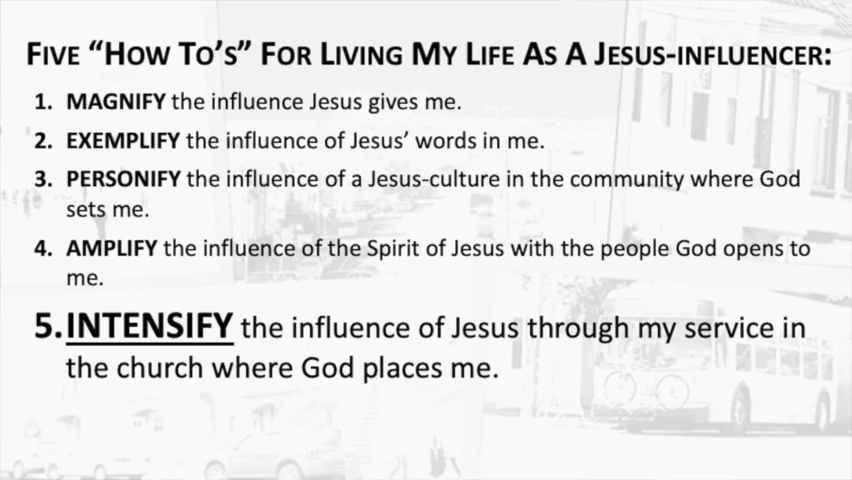 FIVE “HOW TO’S” FOR LIVING MY LIFE AS A JESUS-INFLUENCER:
1. MAGNIFY the influence Jesus gives me.
2. EXEMPLIFY the influence of Jesus’ words in me.
3. PERSONIFY the influence of a Jesus-culture in the community where God
sets me.
4. AMPLIFY the influence of the Spirit of Jesus with the people God opens to
me.
5. INTENSIFY the influence of Jesus through my service in
the church where God places me.